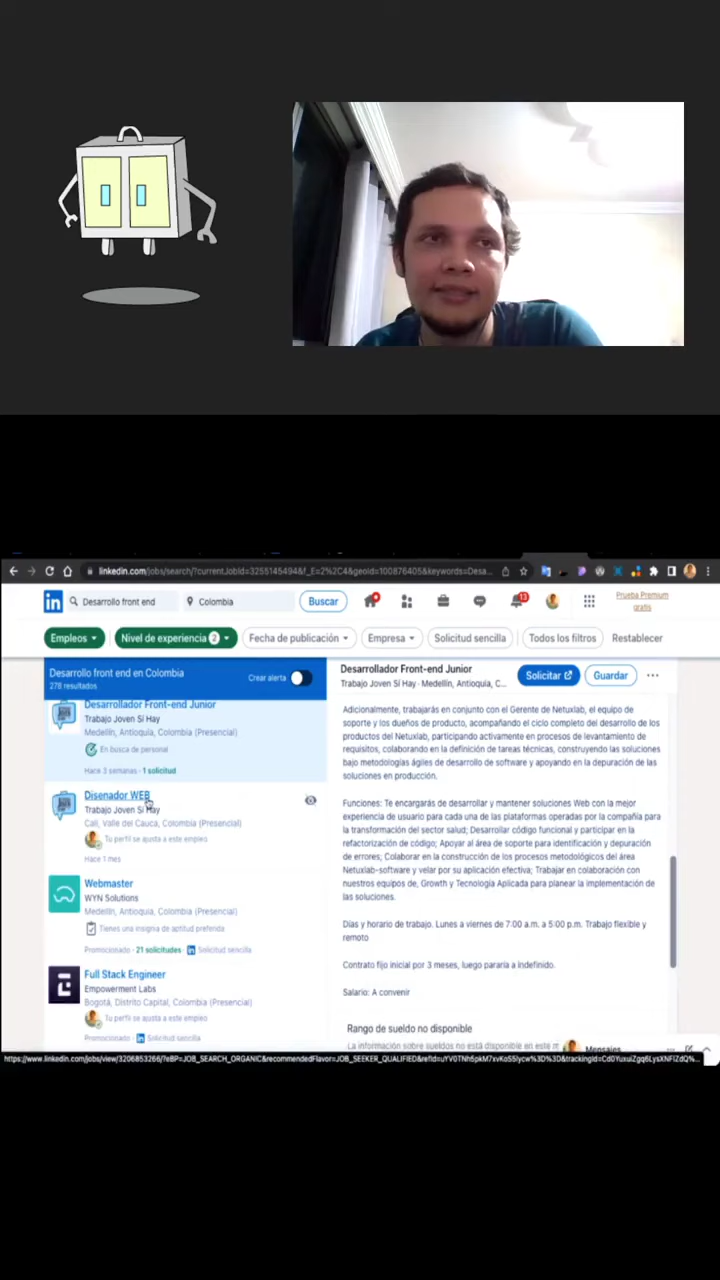 linkedin.com/jobs/search/?currentJobId=3255145494&f_E=2%2C4&geoId=100876405&keywords=Desa...
in
Desarrollo front end
Colombia
Buscar
13
Prueba Premium
gratis
Empleos
Nivel de experiencia 2
Fecha de publicación
Empresa
Solicitud sencilla
Todos los filtros
Restablecer
Desarrollo front end en Colombia
278 resultados
Crear alerta
Desarrollador Front-end Junior
Trabajo Joven Sí Hay
Medellín, Antioquia, Colombia (Presencial)
En busca de personal
Hace 3 semanas · 1 solicitud
Disenador WEB
Trabajo Joven Sí Hay
Cali, Valle del Cauca, Colombia (Presencial)
Tu perfil se ajusta a este empleo
Hace 1 mes
Webmaster
WYN Solutions
Medellín, Antioquia, Colombia (Presencial)
Tienes una insignia de aptitud preferida
Promocionado · 21 solicitudes · in Solicitud sencilla
Full Stack Engineer
Empowerment Labs
Bogotá, Distrito Capital, Colombia (Presencial)
Tu perfil se ajusta a este empleo
Promocionado · in Solicitud sencilla
Desarrollador Front-end Junior
Trabajo Joven Sí Hay · Medellín, Antioquia, C...
Solicitar
Guardar
Adicionalmente, trabajarás en conjunto con el Gerente de Netuxlab, el equipo de
soporte y los dueños de producto, acompañando el ciclo completo del desarrollo de los
productos del Netuxlab, participando activamente en procesos de levantamiento de
requisitos, colaborando en la definición de tareas técnicas, construyendo las soluciones
bajo metodologías ágiles de desarrollo de software y apoyando en la depuración de las
soluciones en producción.
Funciones: Te encargarás de desarrollar y mantener soluciones Web con la mejor
experiencia de usuario para cada una de las plataformas operadas por la compañía para
la transformación del sector salud; Desarrollar código funcional y participar en la
refactorización de código; Apoyar al área de soporte para identificación y depuración
de errores; Colaborar en la construcción de los procesos metodológicos del área
Netuxlab-software y velar por su aplicación efectiva; Trabajar en colaboración con
nuestros equipos de, Growth y Tecnología Aplicada para planear la implementación de
las soluciones.
Días y horario de trabajo. Lunes a viernes de 7:00 a.m. a 5:00 p.m. Trabajo flexible y
remoto
Contrato fijo inicial por 3 meses, luego pararía a indefinido.
Salario: A convenir
Rango de sueldo no disponible
La información sobre sueldos no está disponible en este m
Mensajes